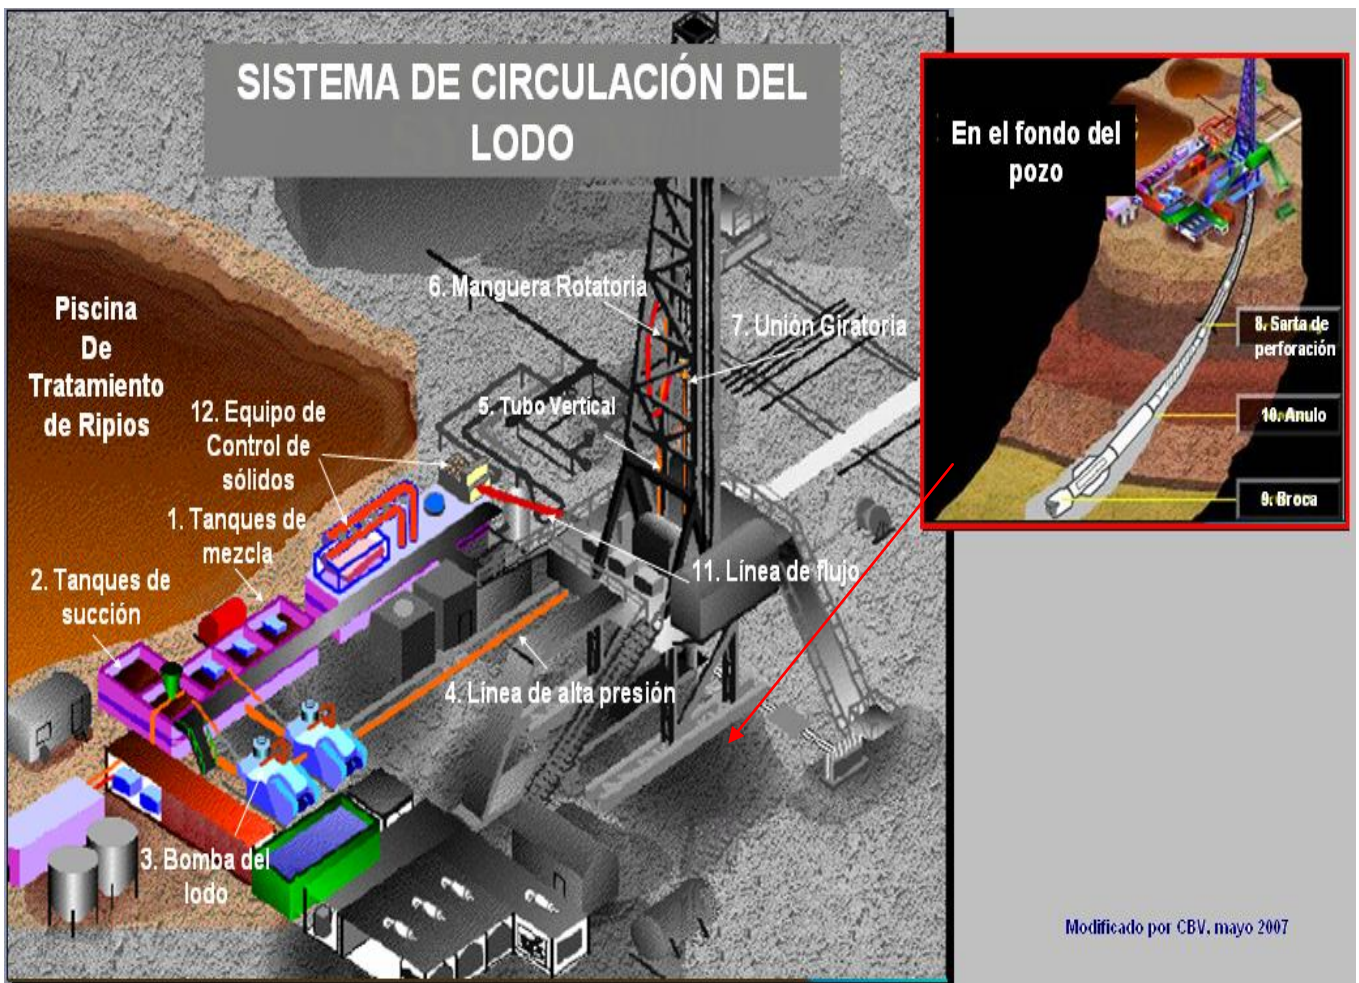 SISTEMA DE CIRCULACIÓN DEL
LODO
En el fondo del
pozo
Piscina
De
Tratamiento
de Ripios
6. Manguera Rotatoria
7. Unión Giratoria
5. Tubo Vertical
12. Equipo de
Control de
sólidos
1. Tanques de
mezcla
2. Tanques de
succión
11. Línea de flujo
4. Línea de alta presión
3. Bomba del
lodo
8. Sarta de
perforación
10. Anulo
9. Broca
Modificado por CBV, mayo 2007